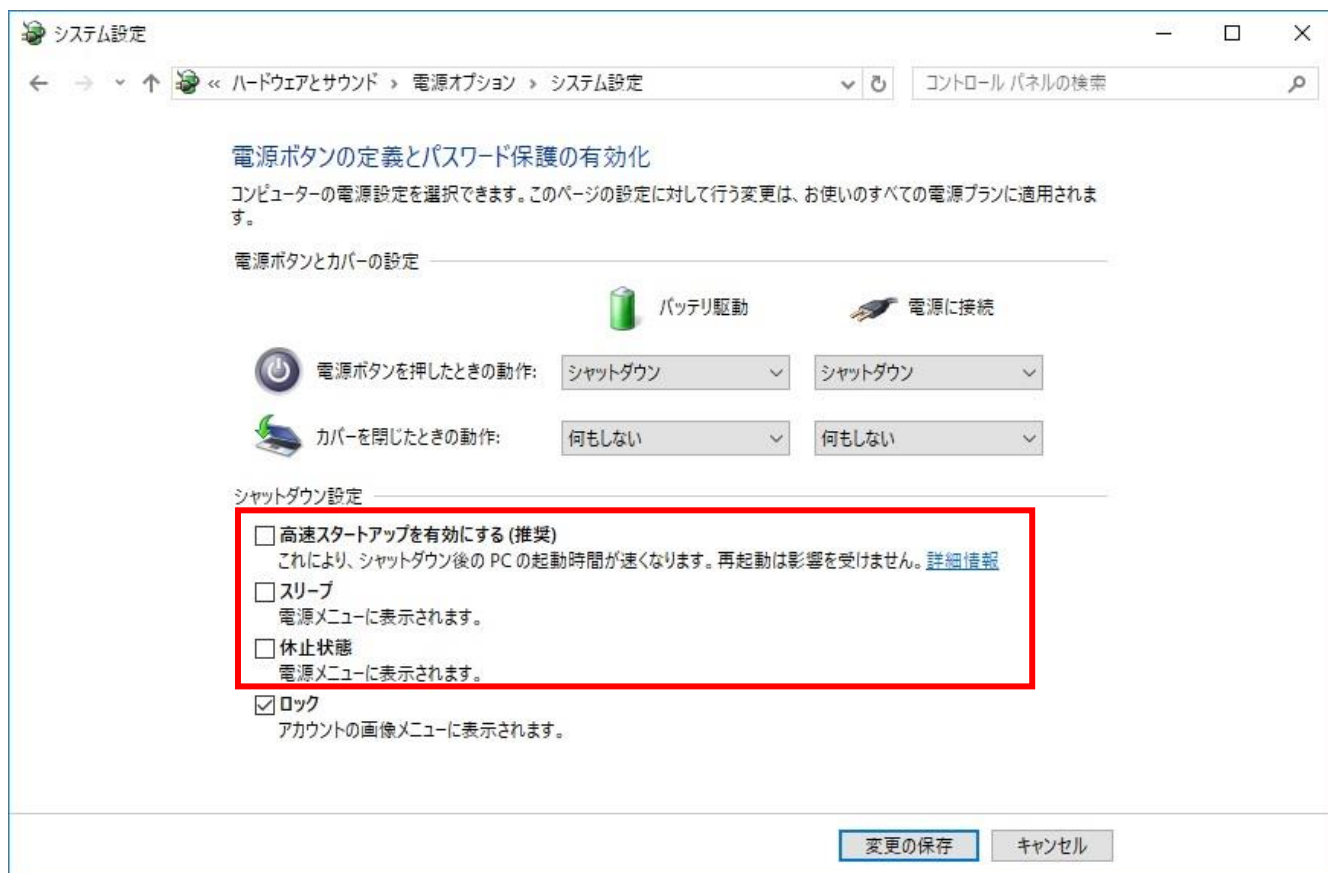 システム設定
« ハードウェアとサウンド › 電源オプション › システム設定
コントロール パネルの検索
電源ボタンの定義とパスワード保護の有効化
コンピューターの電源設定を選択できます。このページの設定に対して行う変更は、お使いのすべての電源プランに適用されま
す。
電源ボタンとカバーの設定
バッテリ駆動 電源に接続
電源ボタンを押したときの動作: シャットダウン シャットダウン
カバーを閉じたときの動作: 何もしない 何もしない
シャットダウン設定
高速スタートアップを有効にする (推奨)
これにより、シャットダウン後の PC の起動時間が速くなります。再起動は影響を受けません。詳細情報
スリープ
電源メニューに表示されます。
休止状態
電源メニューに表示されます。
ロック
アカウントの画像メニューに表示されます。
変更の保存 キャンセル